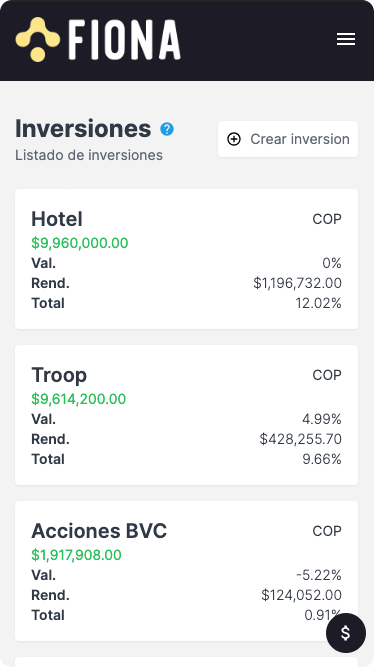 FIONA
Inversiones ?
Crear inversion
Listado de inversiones
Hotel COP
$9,960,000.00
Val. 0%
Rend. $1,196,732.00
Total 12.02%
Troop COP
$9,614,200.00
Val. 4.99%
Rend. $428,255.70
Total 9.66%
Acciones BVC COP
$1,917,908.00
Val. -5.22%
Rend. $124,052.00
Total 0.91%
$